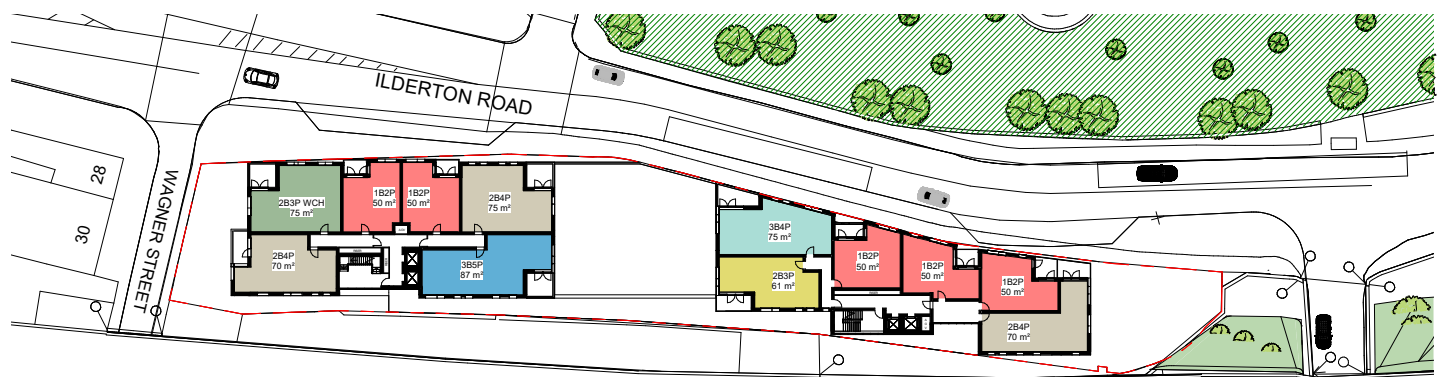 ILDERTON ROAD
WAGNER STREET
28
30
2B3P WCH
75 m²
1B2P
50 m²
1B2P
50 m²
2B4P
75 m²
2B4P
70 m²
3B5P
87 m²
3B4P
75 m²
2B3P
61 m²
1B2P
50 m²
1B2P
50 m²
1B2P
50 m²
2B4P
70 m²